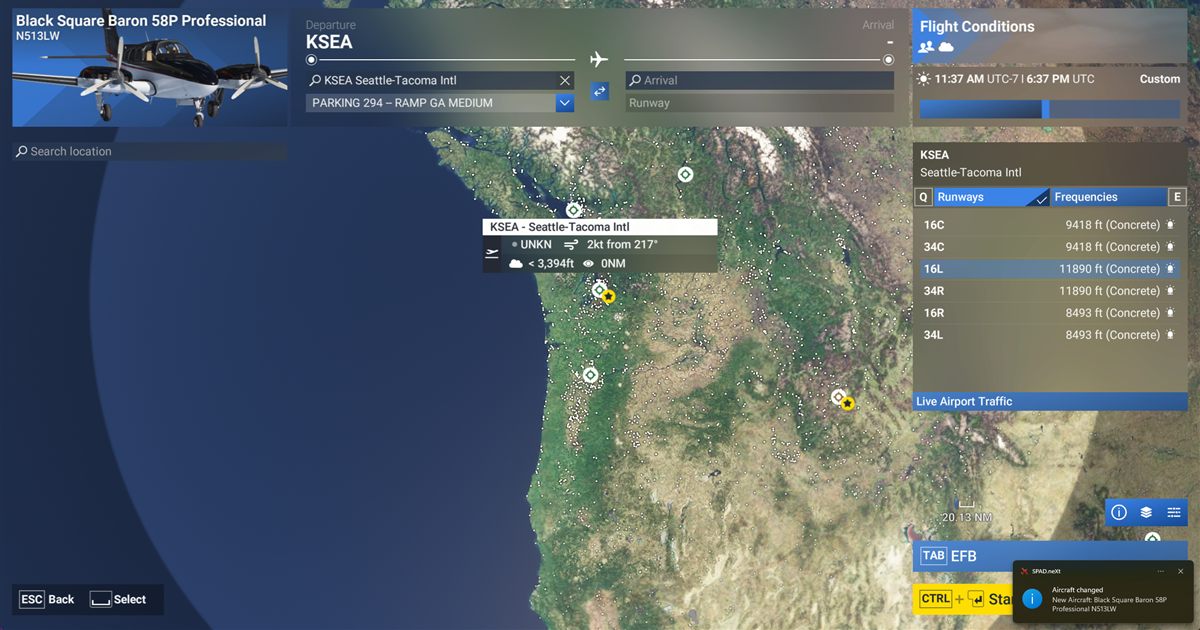 Black Square Baron 58P Professional
N513LW
Departure
KSEA
Arrival
-
KSEA Seattle-Tacoma Intl
Arrival
PARKING 294 – RAMP GA MEDIUM
Runway
Search location
Flight Conditions
11:37 AM UTC-7 | 6:37 PM UTC
Custom
KSEA
Seattle-Tacoma Intl
Q Runways Frequencies E
16C 9418 ft (Concrete)
34C 9418 ft (Concrete)
16L 11890 ft (Concrete)
34R 11890 ft (Concrete)
16R 8493 ft (Concrete)
34L 8493 ft (Concrete)
Live Airport Traffic
KSEA - Seattle-Tacoma Intl
UNKN 2kt from 217°
< 3,394ft 0NM
20.13 NM
TAB EFB
CTRL +
SPAD.neXt
Aircraft changed
New Aircraft: Black Square Baron 58P
Professional N513LW
ESC Back Select